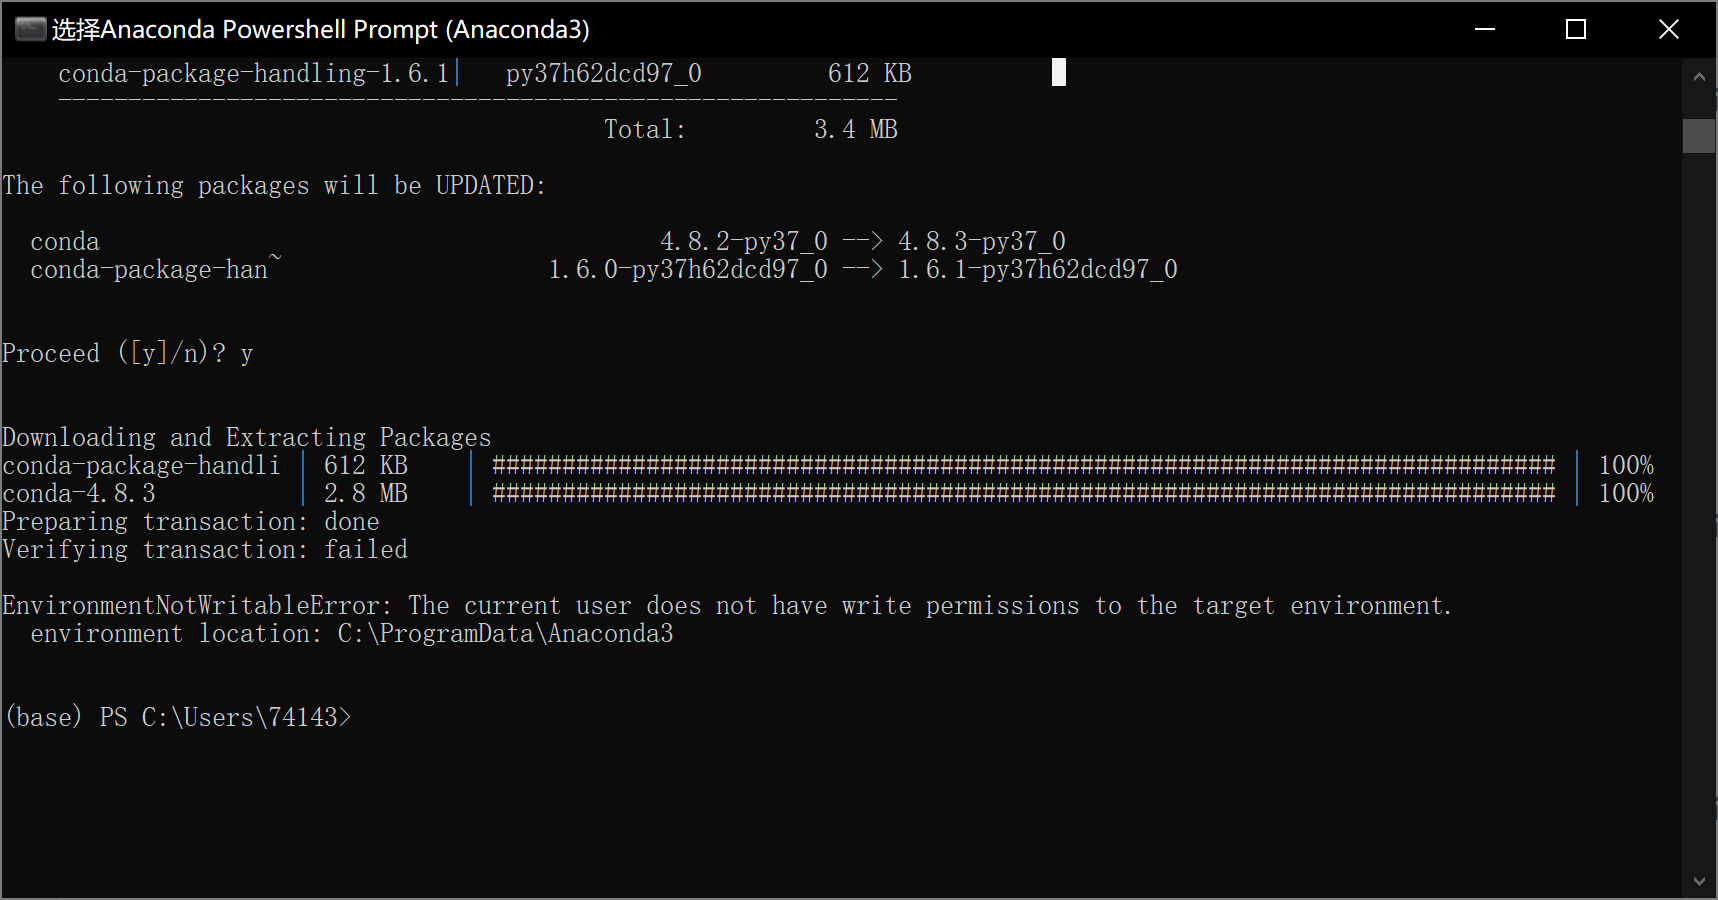 选择Anaconda Powershell Prompt (Anaconda3)
conda-package-handling-1.6.1| py37h62dcd97_0 612 KB
------------------------------------------------------------
Total: 3.4 MB
The following packages will be UPDATED:
conda 4.8.2-py37_0 --> 4.8.3-py37_0
conda-package-han~ 1.6.0-py37h62dcd97_0 --> 1.6.1-py37h62dcd97_0
Proceed ([y]/n)? y
Downloading and Extracting Packages
conda-package-handli | 612 KB | ############################################################################ | 100%
conda-4.8.3 | 2.8 MB | ############################################################################ | 100%
Preparing transaction: done
Verifying transaction: failed
EnvironmentNotWritableError: The current user does not have write permissions to the target environment.
environment location: C:\ProgramData\Anaconda3
(base) PS C:\Users\74143>